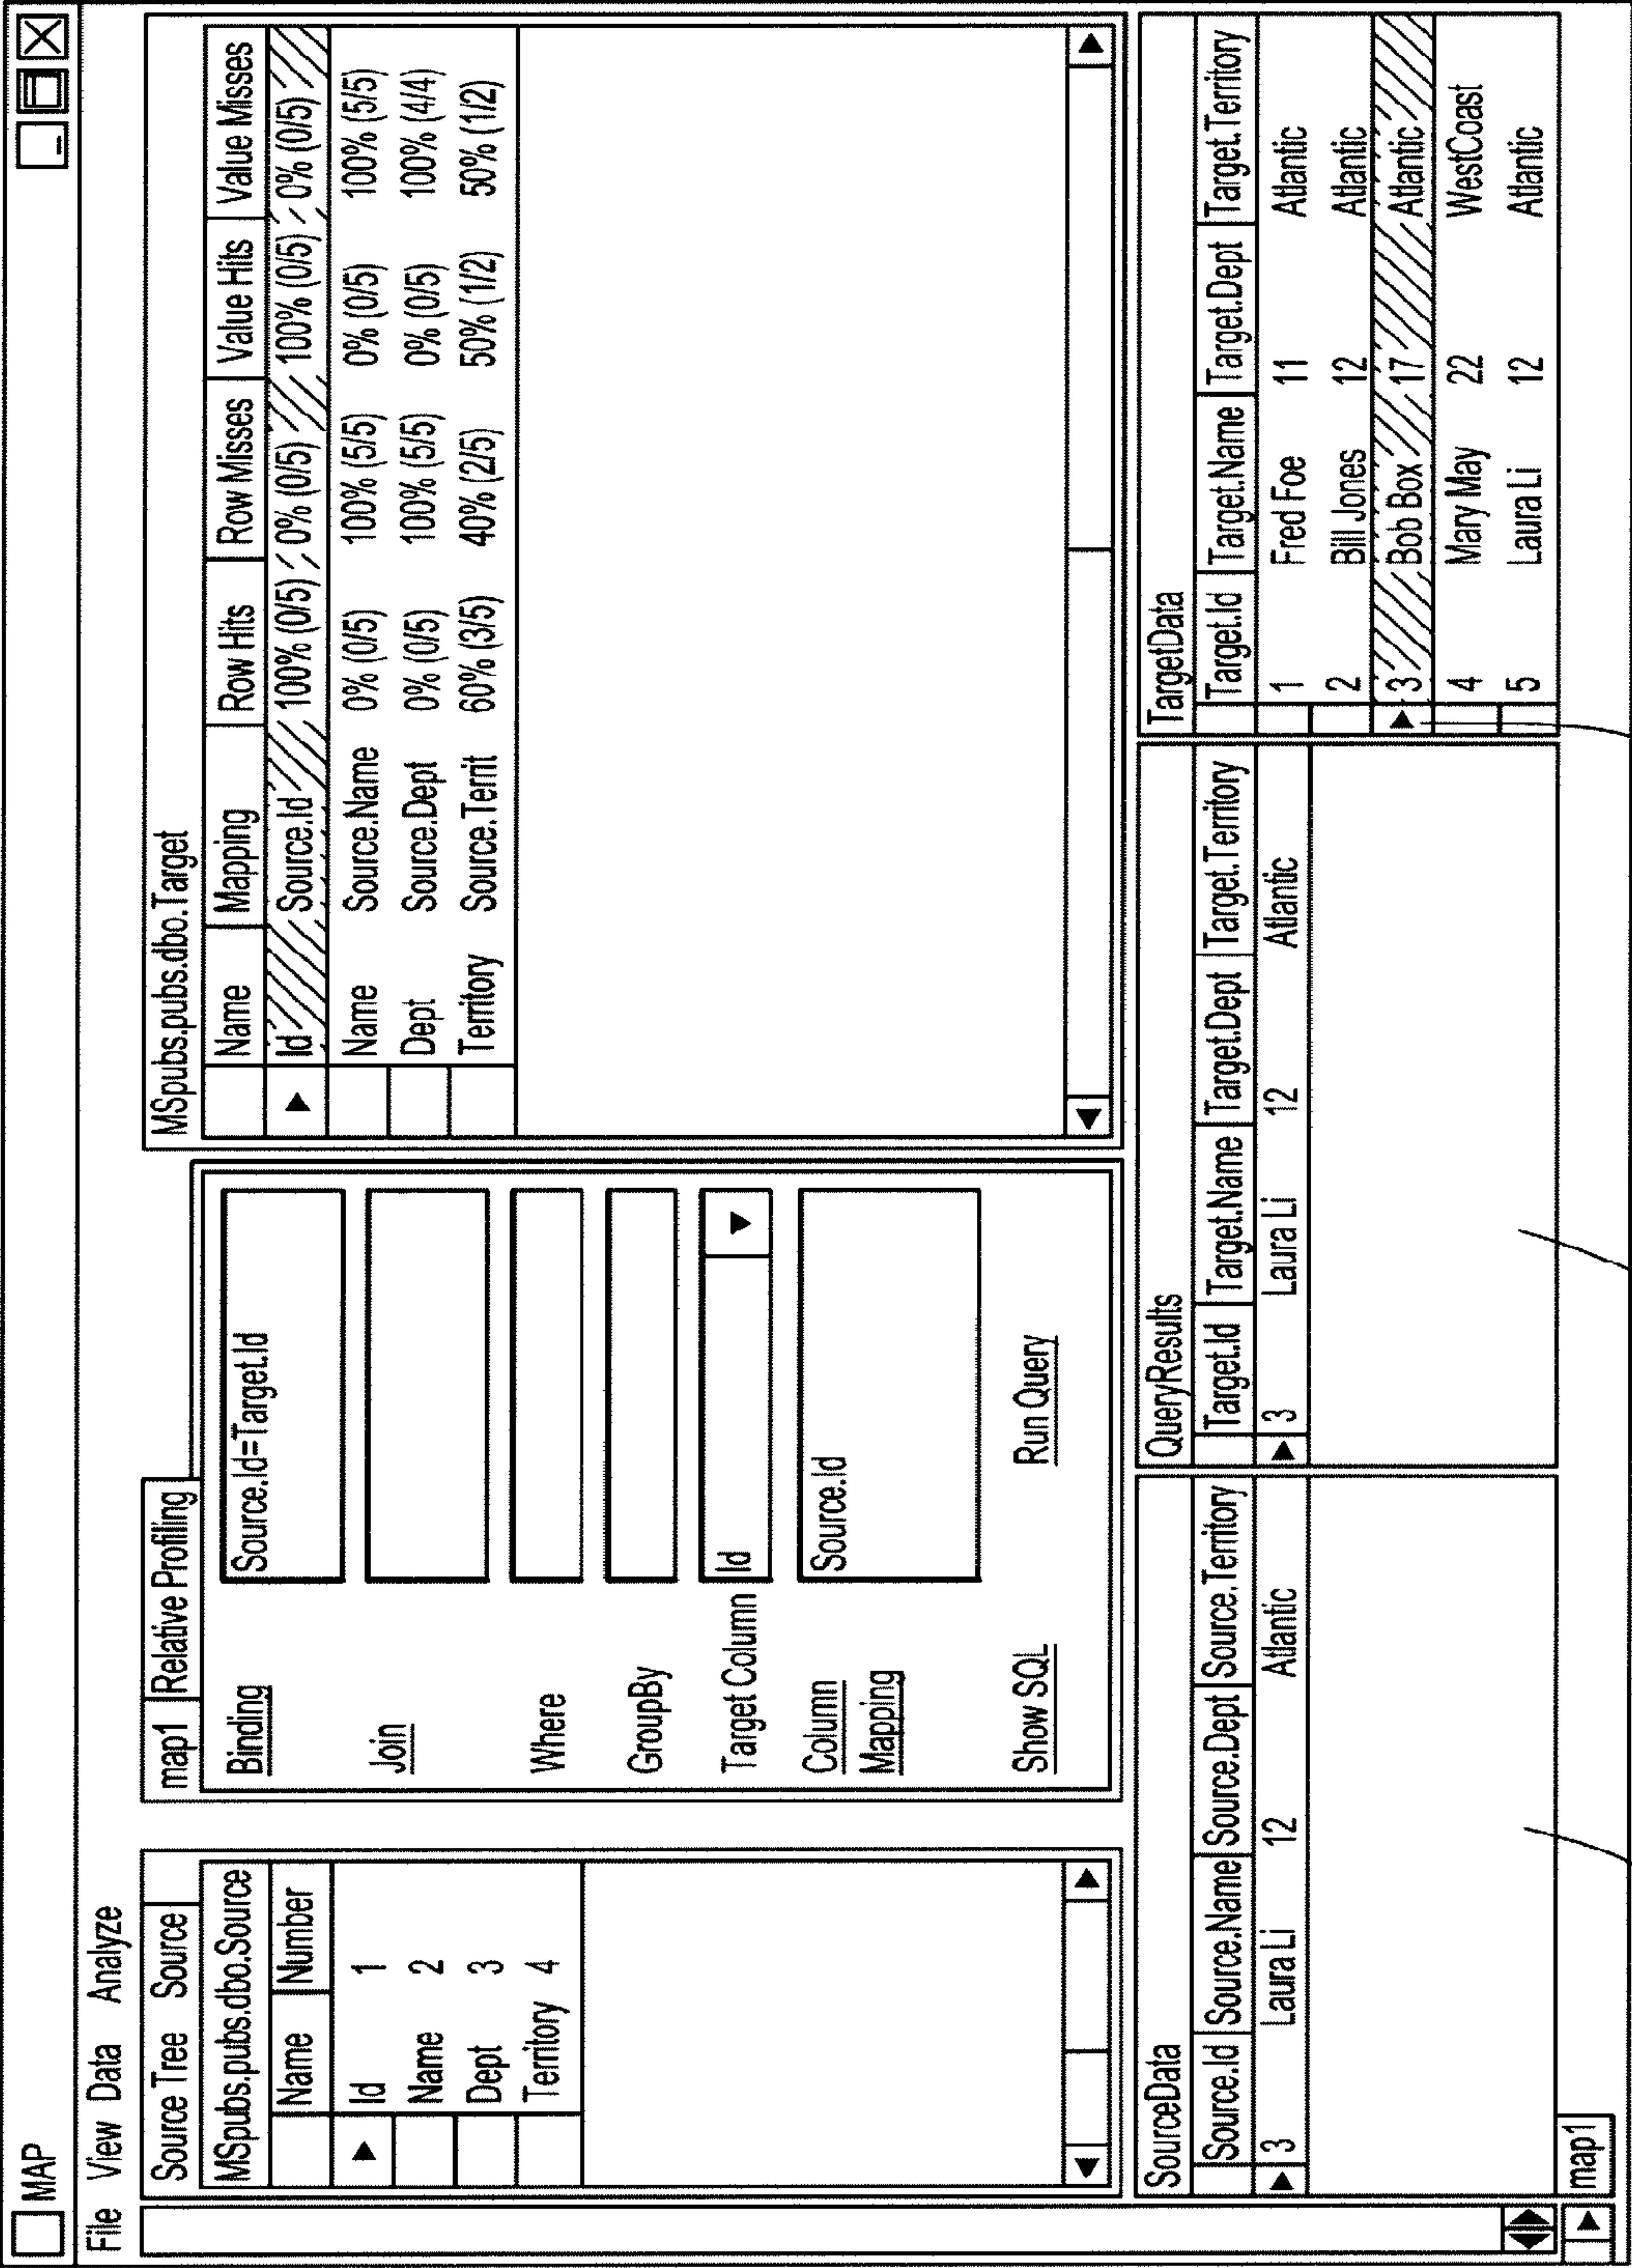 MAP
File View Data Analyze
Source Tree Source
MSpubs.pubs.dbo.Source
Name Number
Id 1
Name 2
Dept 3
Territory 4
map1 Relative Profiling
Binding Source.Id=Target.Id
Join
Where
GroupBy
Target Column Id
Column Source.Id
Mapping
Show SQL Run Query
MSpubs.pubs.dbo.Target
Name Mapping Row Hits Row Misses Value Hits Value Misses
Id Source.Id 100% (0/5) 0% (0/5) 100% (0/5) 0% (0/5)
Name Source.Name 0% (0/5) 100% (5/5) 0% (0/5) 100% (5/5)
Dept Source.Dept 0% (0/5) 100% (5/5) 0% (0/5) 100% (4/4)
Territory Source.Territ 60% (3/5) 40% (2/5) 50% (1/2) 50% (1/2)
SourceData
Source.Id Source.Name Source.Dept Source.Territory
3 Laura Li 12 Atlantic
QueryResults
Target.Id Target.Name Target.Dept Target.Territory
3 Laura Li 12 Atlantic
TargetData
Target.Id Target.Name Target.Dept Target.Territory
1 Fred Foe 11 Atlantic
2 Bill Jones 12 Atlantic
3 Bob Box 17 Atlantic
4 Mary May 22 WestCoast
5 Laura Li 12 Atlantic
map1